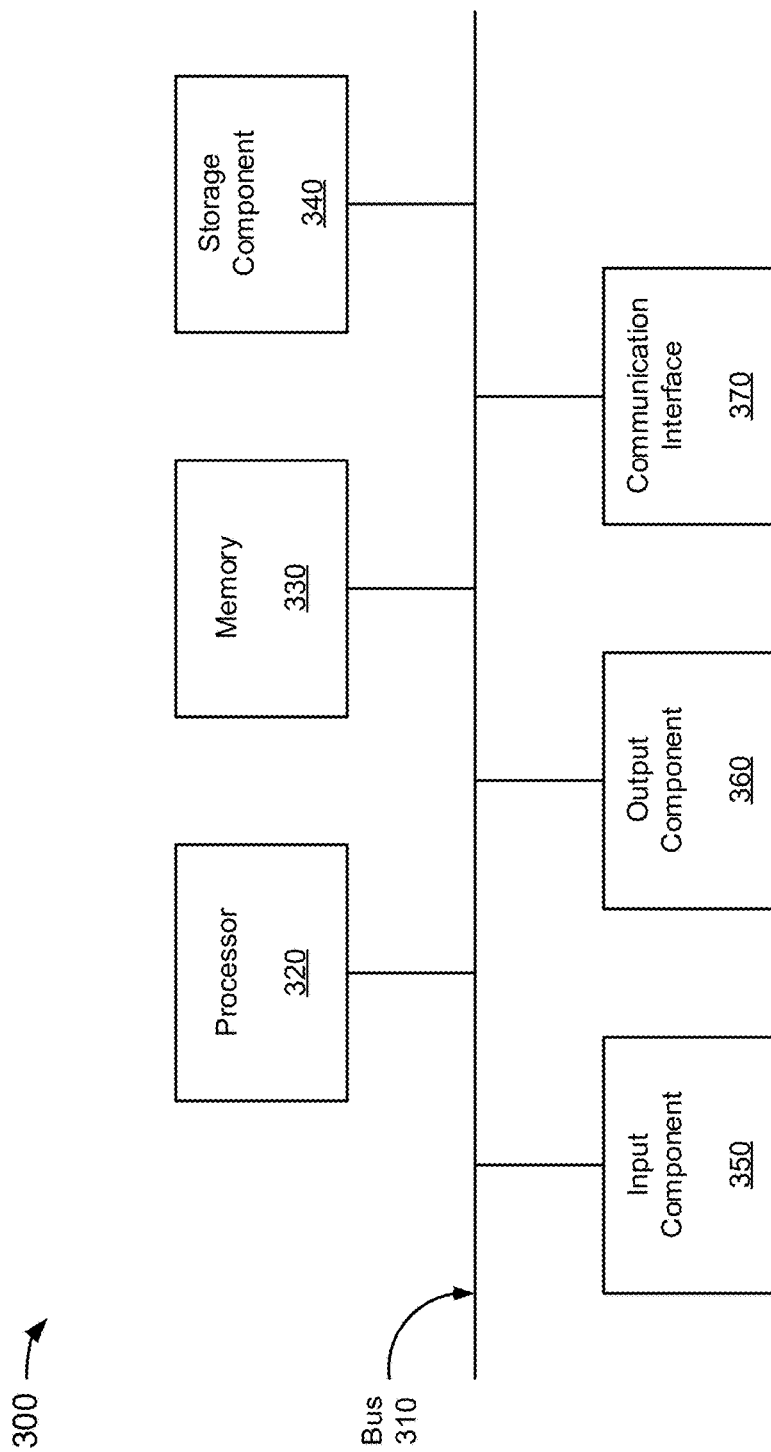 300
Bus
310
Processor
320
Memory
330
Storage
Component
340
Input
Component
350
Output
Component
360
Communication
Interface
370